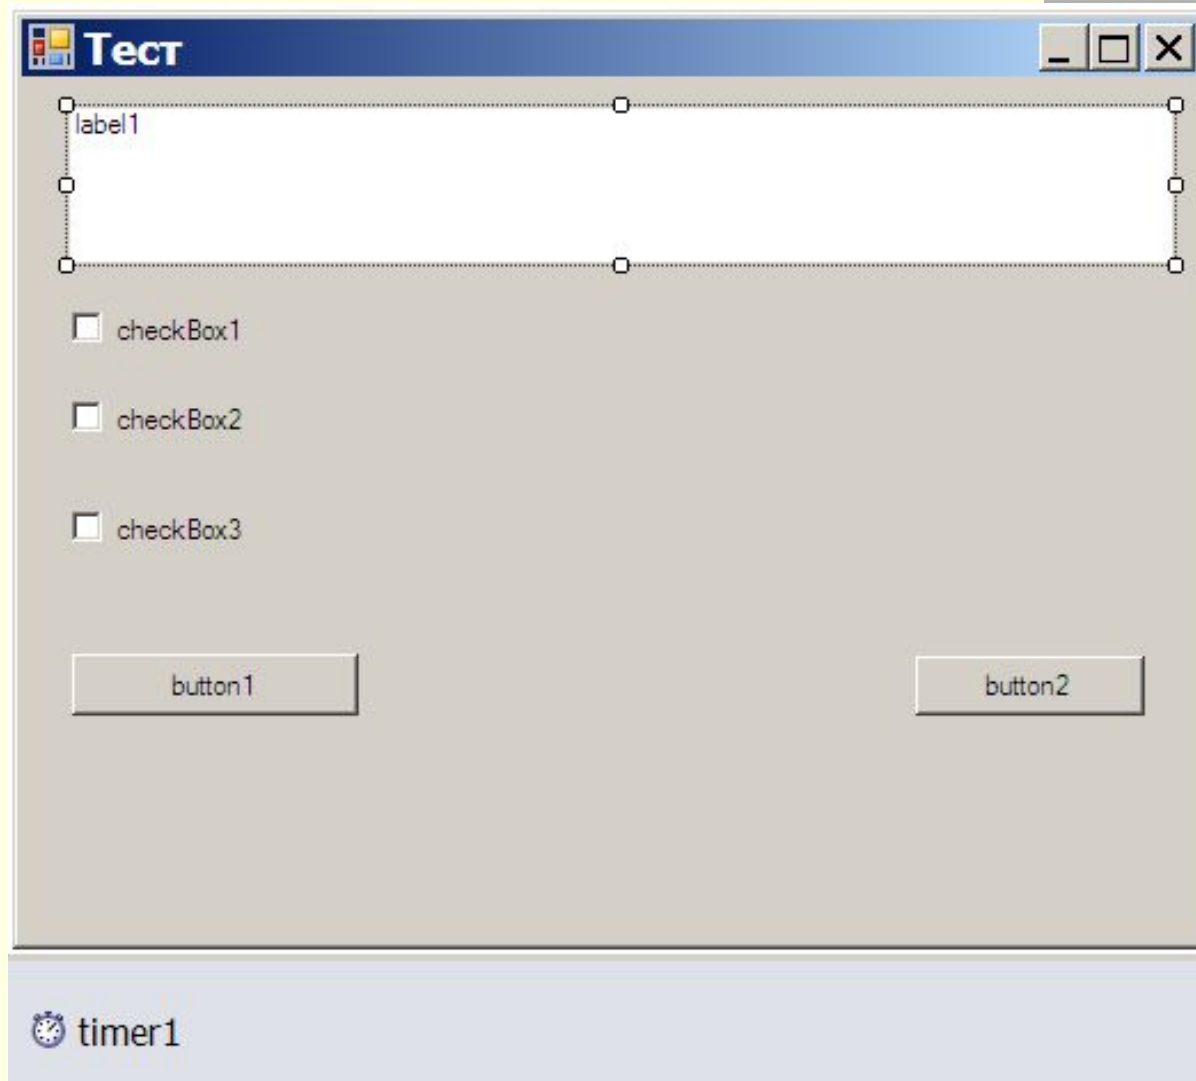 Тест
label1
checkBox1
checkBox2
checkBox3
button1
button2
timer1